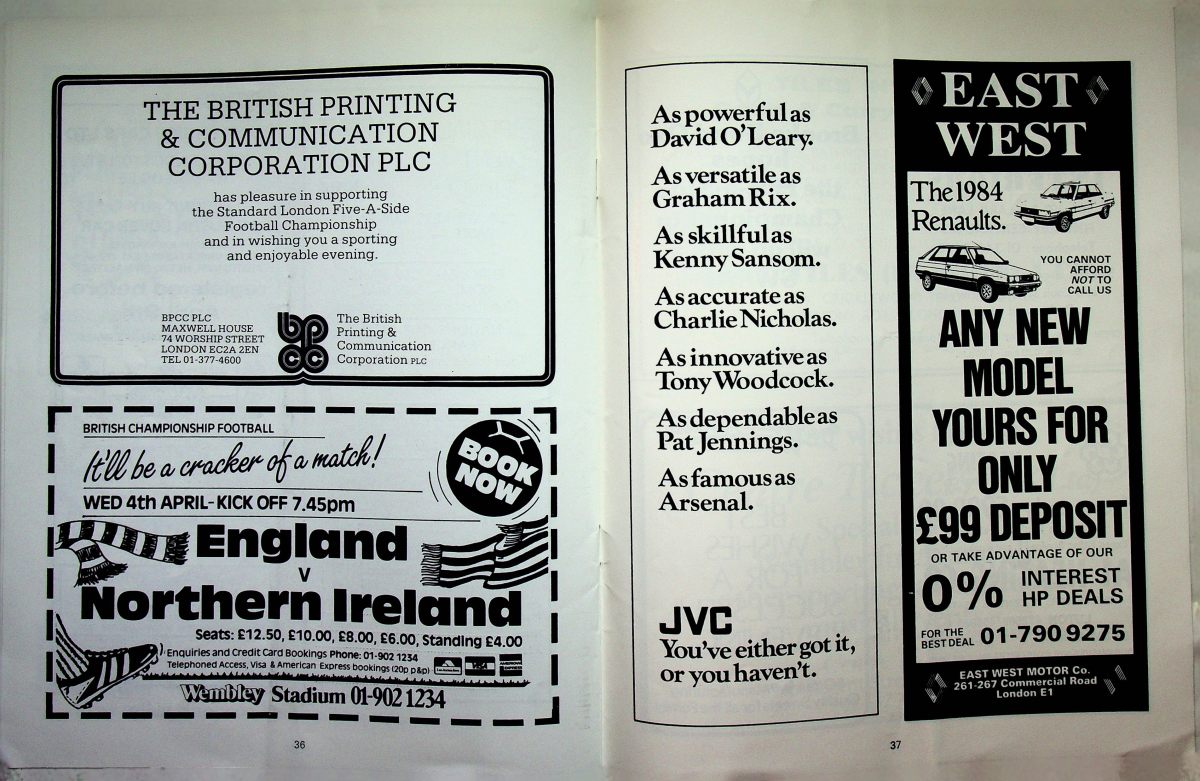 THE BRITISH PRINTING
& COMMUNICATION
CORPORATION PLC
has pleasure in supporting
the Standard London Five-A-Side
Football Championship
and in wishing you a sporting
and enjoyable evening.
BPCC PLC
MAXWELL HOUSE
74 WORSHIP STREET
LONDON EC2A 2EN
TEL 01-377-4600
bpcc
The British
Printing &
Communication
Corporation PLC
BRITISH CHAMPIONSHIP FOOTBALL
It'll be a cracker of a match!
BOOK
NOW
WED 4th APRIL-KICK OFF 7.45pm
England
v
Northern Ireland
Seats: £12.50, £10.00, £8.00, £6.00, Standing £4.00
Enquiries and Credit Card Bookings Phone: 01-902 1234
Telephoned Access, Visa & American Express bookings (20p p&p)
Wembley Stadium 01-902 1234
36
As powerful as
David O'Leary.
As versatile as
Graham Rix.
As skillful as
Kenny Sansom.
As accurate as
Charlie Nicholas.
As innovative as
Tony Woodcock.
As dependable as
Pat Jennings.
As famous as
Arsenal.
JVC
You've either got it,
or you haven't.
EAST
WEST
The 1984
Renaults.
YOU CANNOT
AFFORD
NOT TO
CALL US
ANY NEW
MODEL
YOURS FOR
ONLY
£99 DEPOSIT
OR TAKE ADVANTAGE OF OUR
0% INTEREST
HP DEALS
FOR THE
BEST DEAL 01-790 9275
EAST WEST MOTOR Co.
261-267 Commercial Road
London E1
37